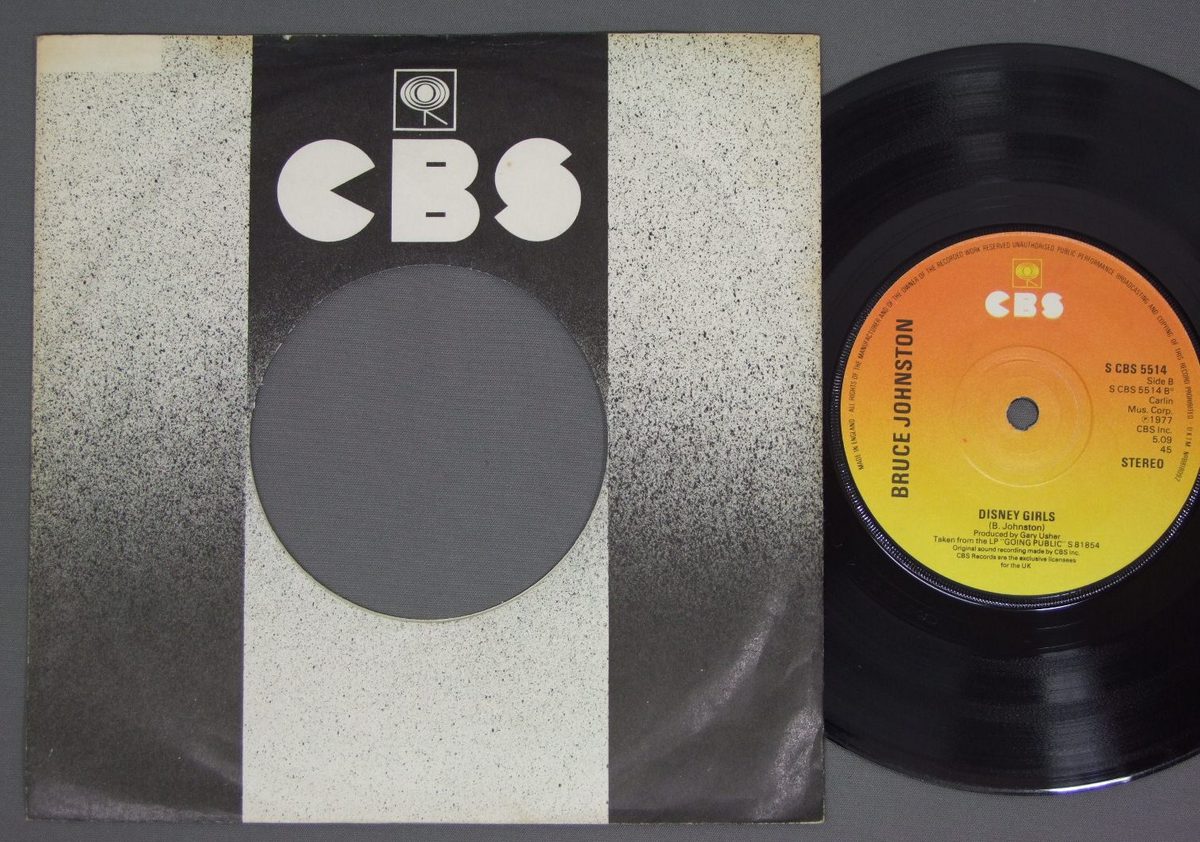 CBS
MADE IN ENGLAND · ALL RIGHTS OF THE MANUFACTURER AND OF THE OWNER OF THE RECORDED WORK RESERVED UNAUTHORISED PUBLIC PERFORMANCE BROADCASTING AND COPYING OF THIS RECORD PROHIBITED
CBS
BRUCE JOHNSTON
S CBS 5514
Side B
S CBS 5514 B°
Carlin
Mus. Corp.
℗1977
CBS Inc.
5.09
45
STEREO
DISNEY GIRLS
(B. Johnston)
Produced by Gary Usher
Taken from the LP "GOING PUBLIC" S 81854
Original sound recording made by CBS Inc.
CBS Records are the exclusive licensees
for the UK